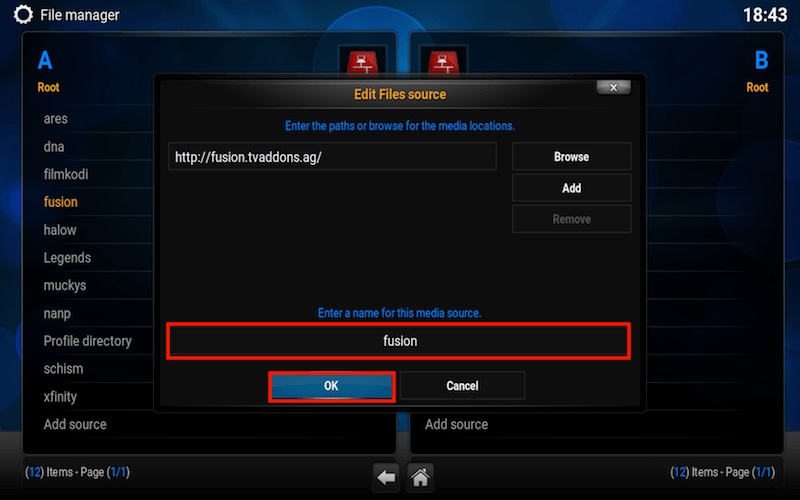 File manager
18:43
A
Root
B
Root
ares
dna
filmkodi
fusion
halow
Legends
muckys
nanp
Profile directory
schism
xfinity
Add source
Edit Files source
Enter the paths or browse for the media locations.
http://fusion.tvaddons.ag/
Browse
Add
Remove
Enter a name for this media source.
fusion
OK
Cancel
Add source
(12) Items - Page (1/1)
(12) Items - Page (1/1)